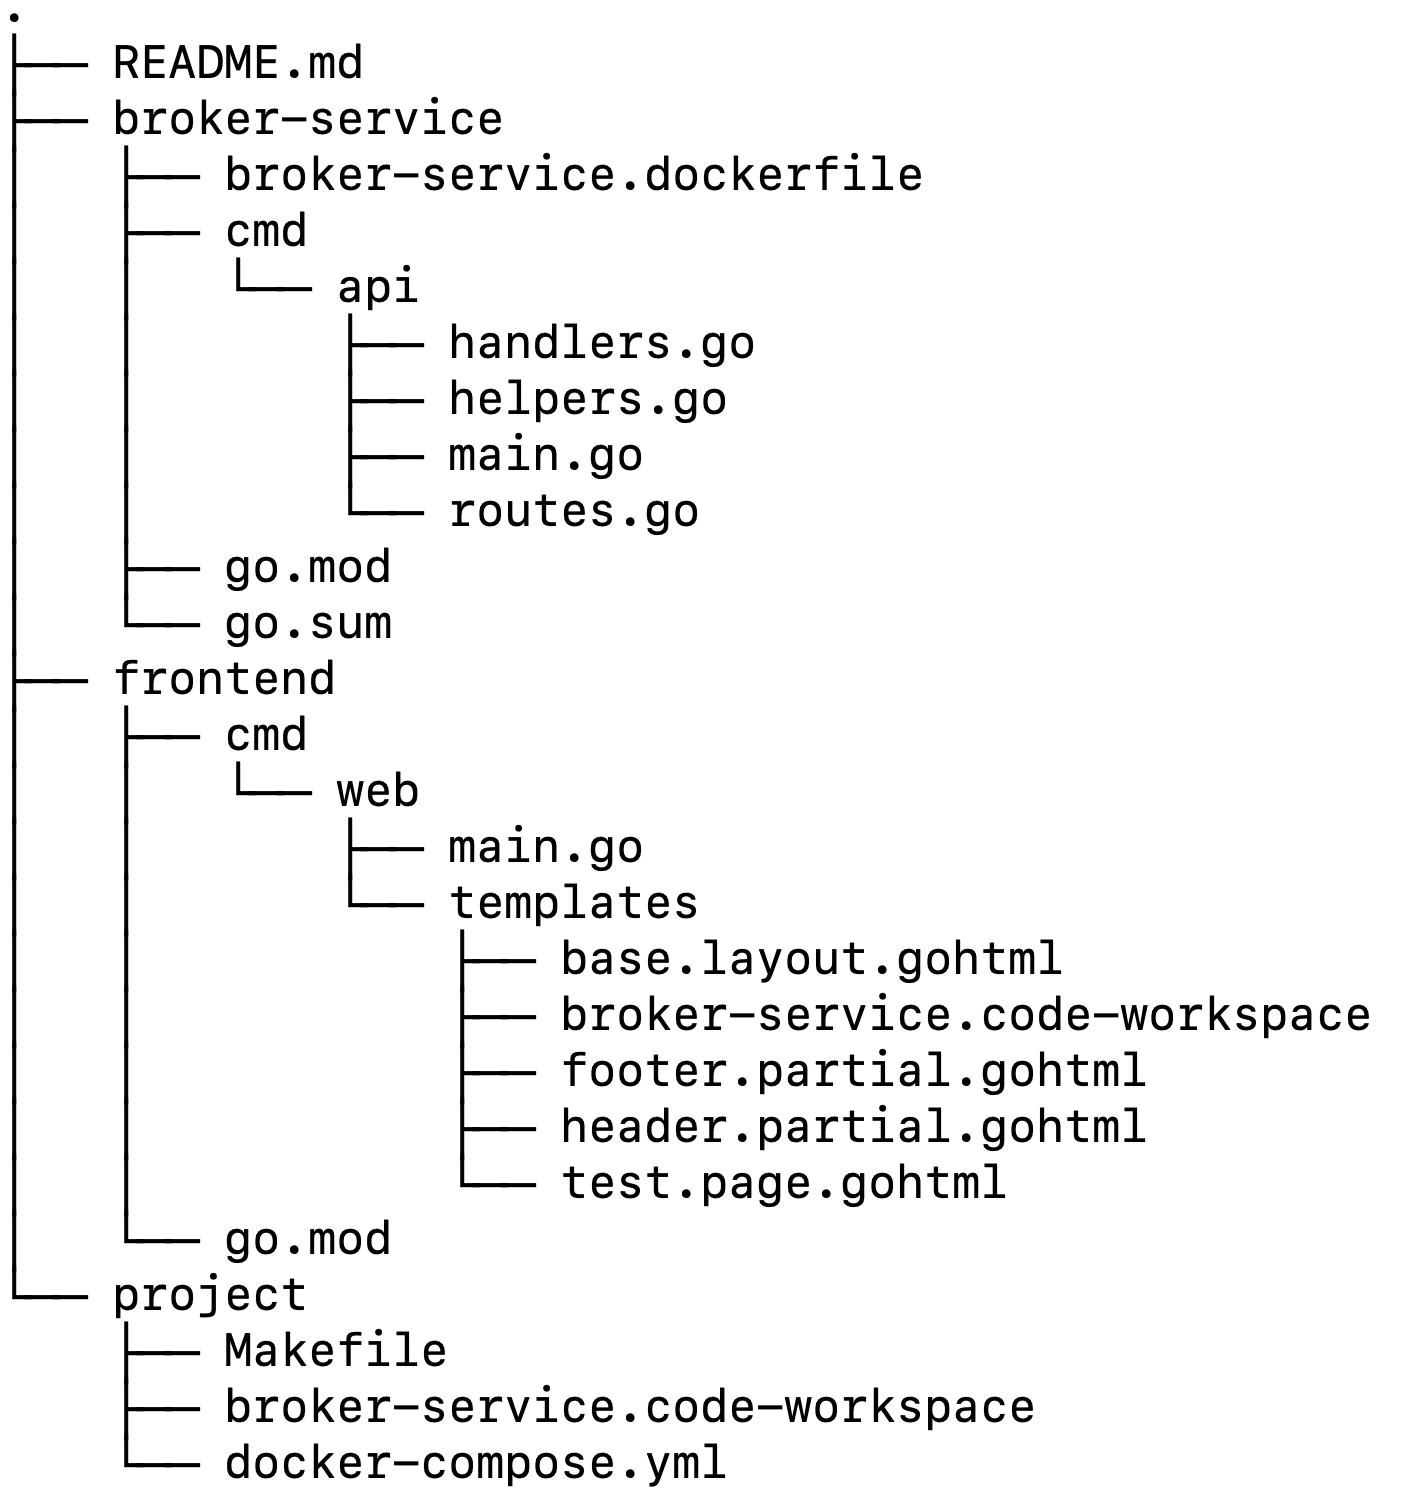 .
├── README.md
├── broker-service
│   ├── broker-service.dockerfile
│   ├── cmd
│   │   └── api
│   │       ├── handlers.go
│   │       ├── helpers.go
│   │       ├── main.go
│   │       └── routes.go
│   ├── go.mod
│   └── go.sum
├── frontend
│   ├── cmd
│   │   └── web
│   │       ├── main.go
│   │       └── templates
│   │           ├── base.layout.gohtml
│   │           ├── broker-service.code-workspace
│   │           ├── footer.partial.gohtml
│   │           ├── header.partial.gohtml
│   │           └── test.page.gohtml
│   └── go.mod
└── project
    ├── Makefile
    ├── broker-service.code-workspace
    └── docker-compose.yml